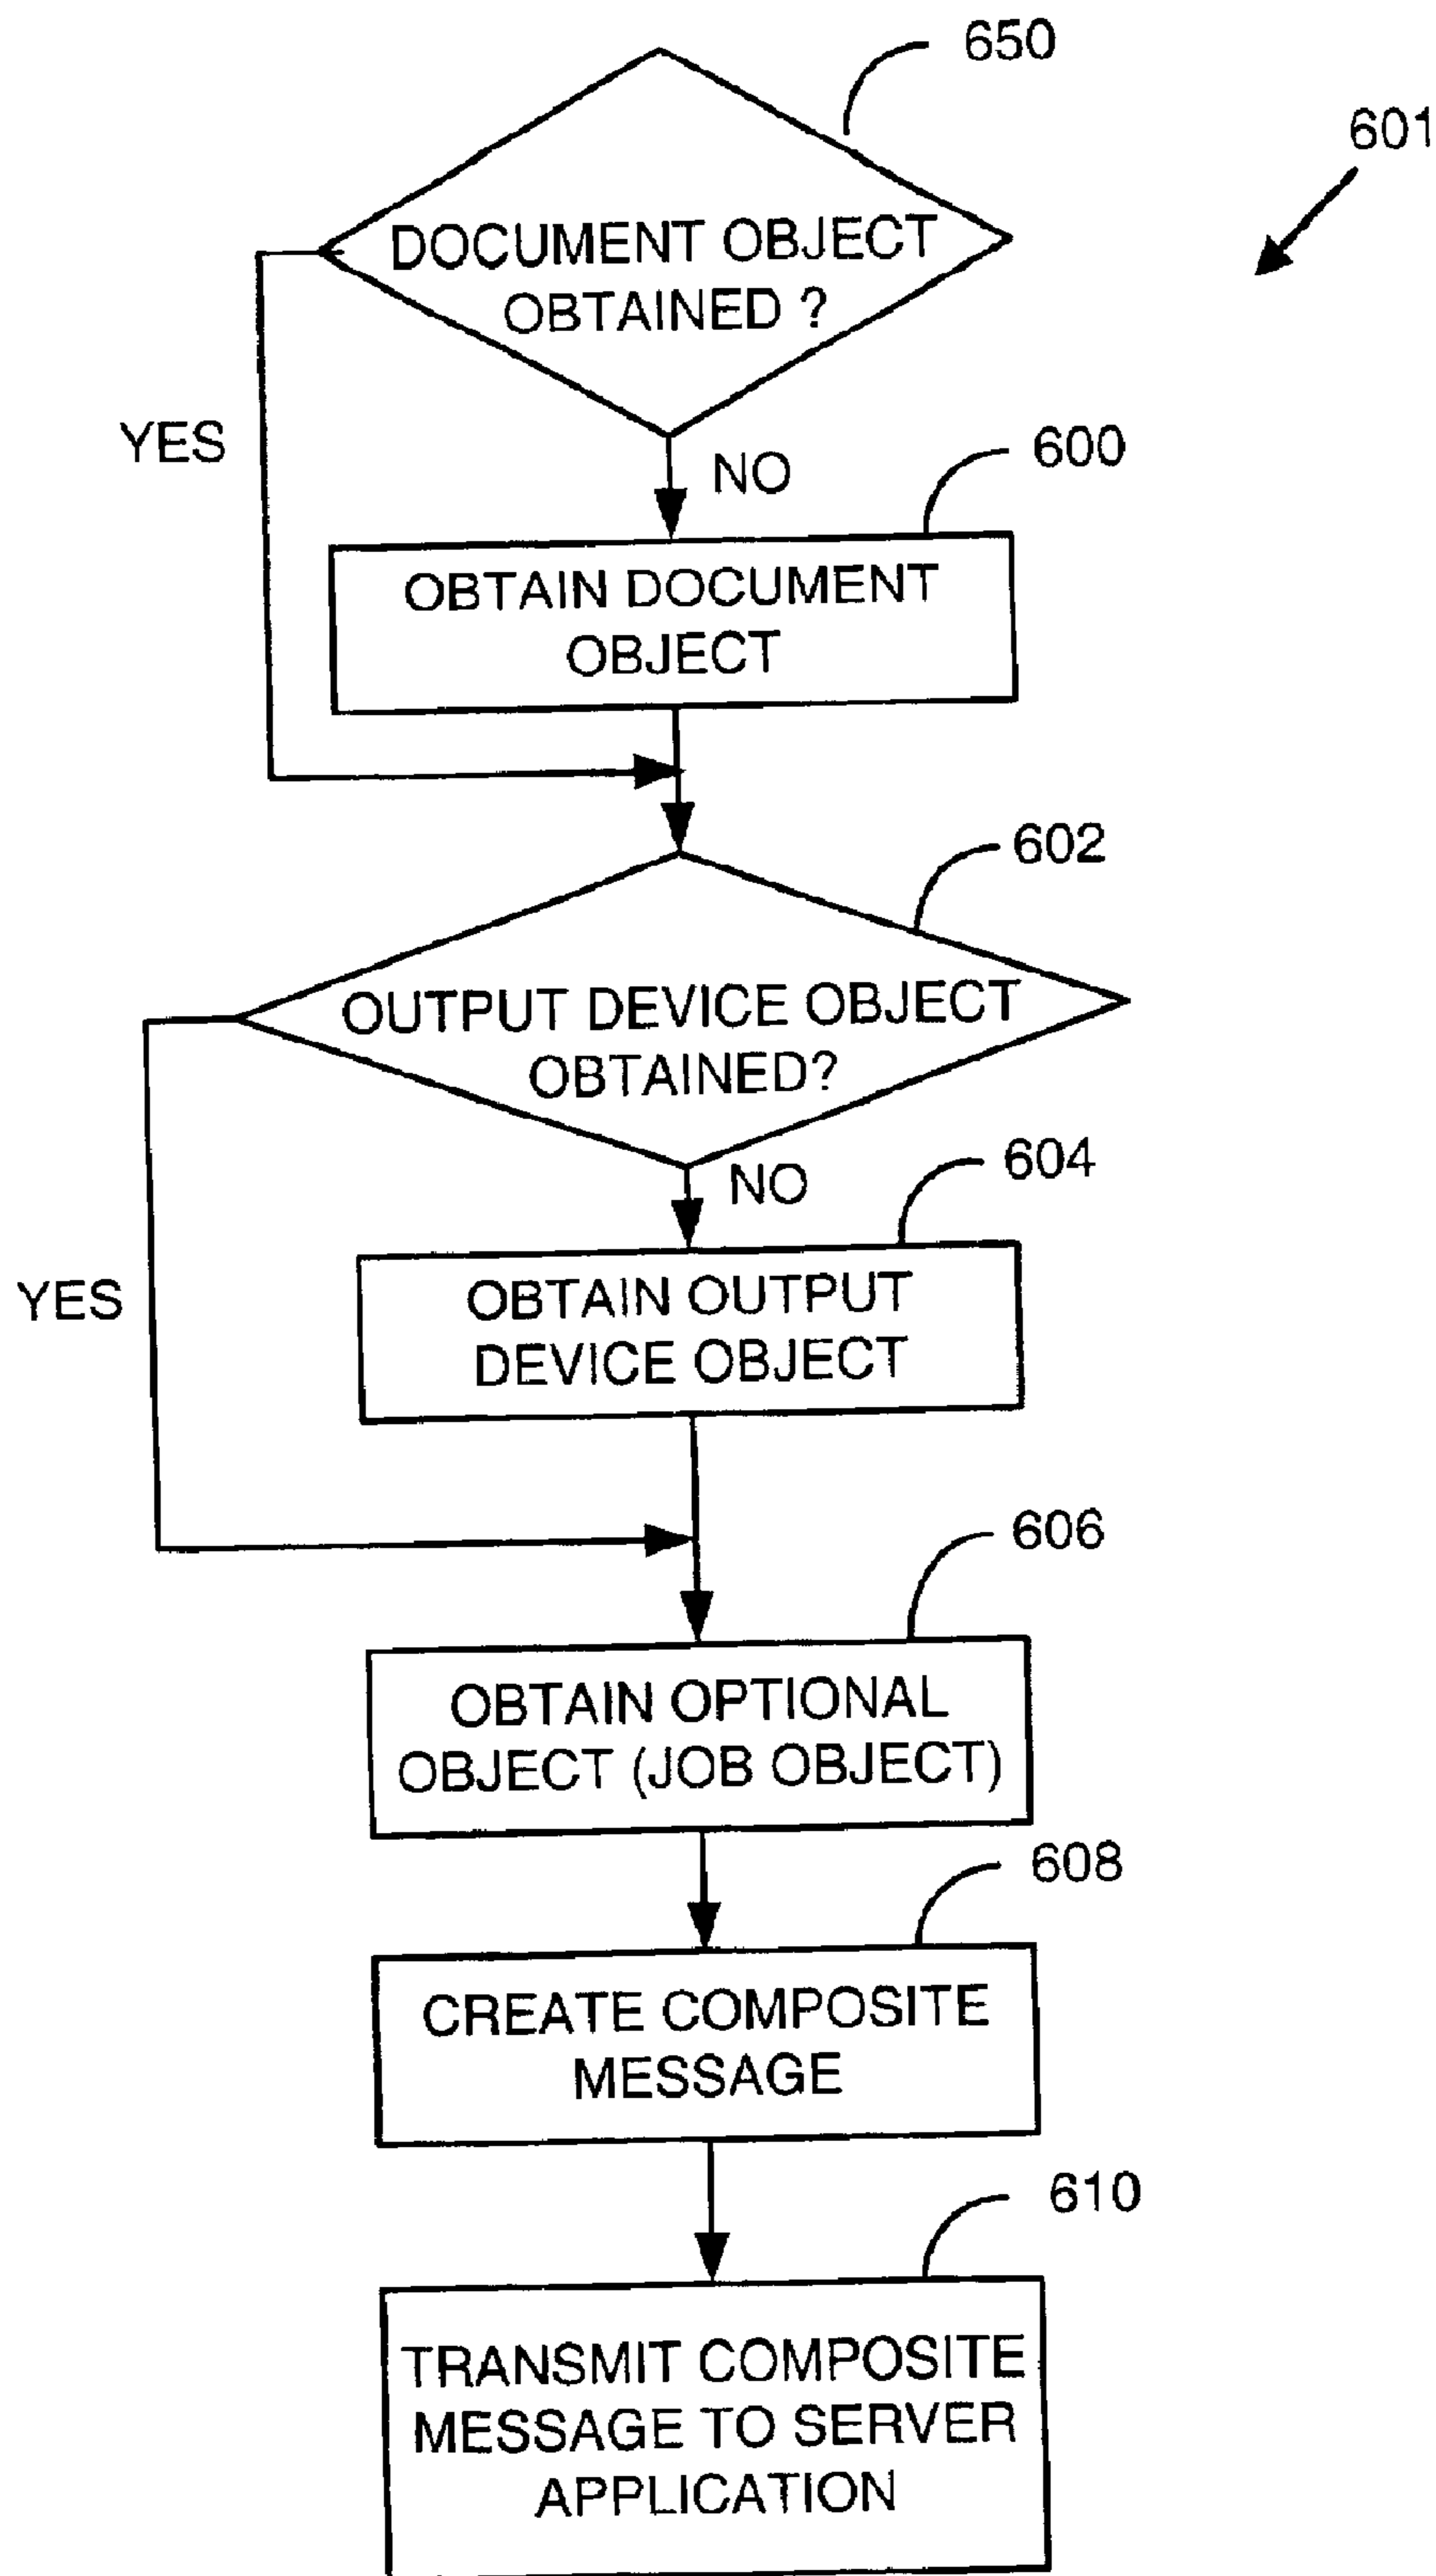 650
601
DOCUMENT OBJECT
OBTAINED ?
YES
NO
600
OBTAIN DOCUMENT
OBJECT
602
OUTPUT DEVICE OBJECT
OBTAINED?
NO
604
YES
OBTAIN OUTPUT
DEVICE OBJECT
606
OBTAIN OPTIONAL
OBJECT (JOB OBJECT)
608
CREATE COMPOSITE
MESSAGE
610
TRANSMIT COMPOSITE
MESSAGE TO SERVER
APPLICATION